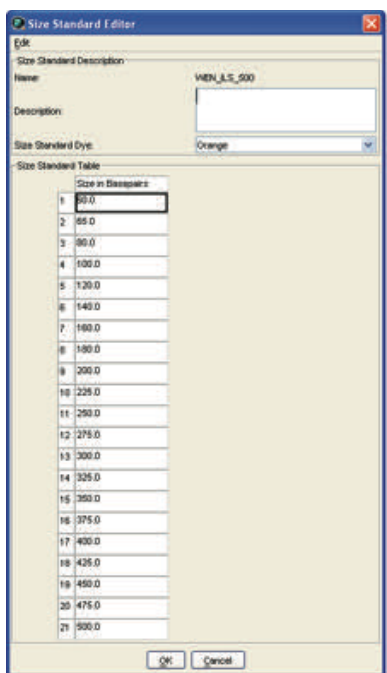 Size Standard Editor
Edit
Size Standard Description
Name: WEN_ILS_500
Description:
Size Standard Dye: Orange
Size Standard Table
Size in Basepairs
1 60.0
2 65.0
3 80.0
4 100.0
5 120.0
6 140.0
7 160.0
8 180.0
9 200.0
10 225.0
11 250.0
12 275.0
13 300.0
14 325.0
15 350.0
16 375.0
17 400.0
18 425.0
19 450.0
20 475.0
21 500.0
OK Cancel